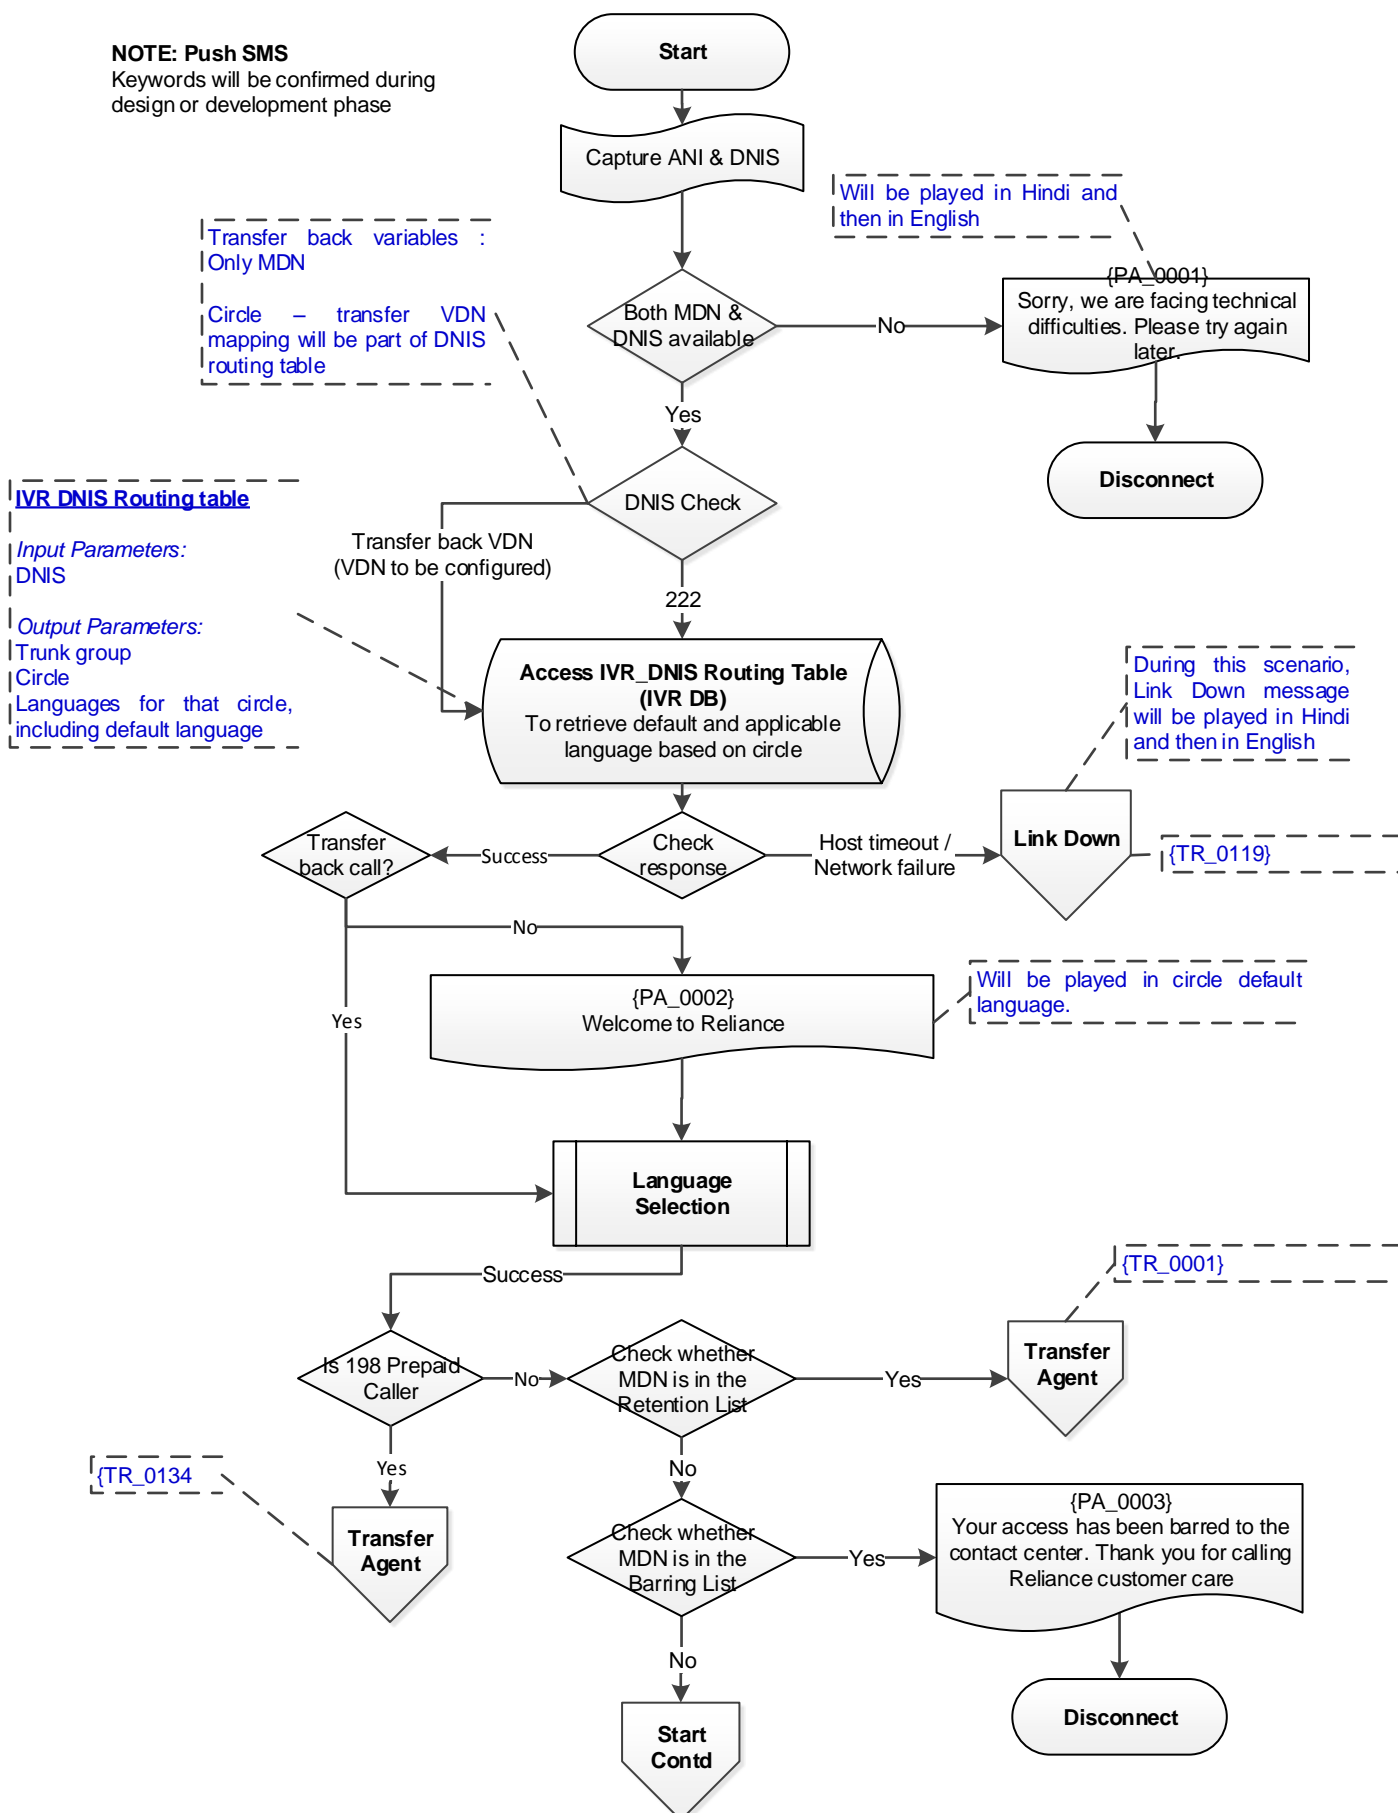 NOTE: Push SMS
Keywords will be confirmed during
design or development phase
Start
Capture ANI & DNIS
Will be played in Hindi and
then in English
Transfer back variables :
Only MDN
Circle – transfer VDN
mapping will be part of DNIS
routing table
Both MDN &
DNIS available
No
{PA_0001}
Sorry, we are facing technical
difficulties. Please try again
later.
Yes
Disconnect
DNIS Check
IVR DNIS Routing table
Input Parameters:
DNIS
Output Parameters:
Trunk group
Circle
Languages for that circle,
including default language
Transfer back VDN
(VDN to be configured)
222
Access IVR_DNIS Routing Table
(IVR DB)
To retrieve default and applicable
language based on circle
During this scenario,
Link Down message
will be played in Hindi
and then in English
Transfer
back call?
Success
Check
response
Host timeout /
Network failure
Link Down
{TR_0119}
No
{PA_0002}
Welcome to Reliance
Will be played in circle default
language.
Yes
Language
Selection
Success
{TR_0001}
Is 198 Prepaid
Caller
No
Check whether
MDN is in the
Retention List
Yes
Transfer
Agent
Yes
No
{TR_0134
Transfer
Agent
Check whether
MDN is in the
Barring List
Yes
{PA_0003}
Your access has been barred to the
contact center. Thank you for calling
Reliance customer care
No
Start
Contd
Disconnect